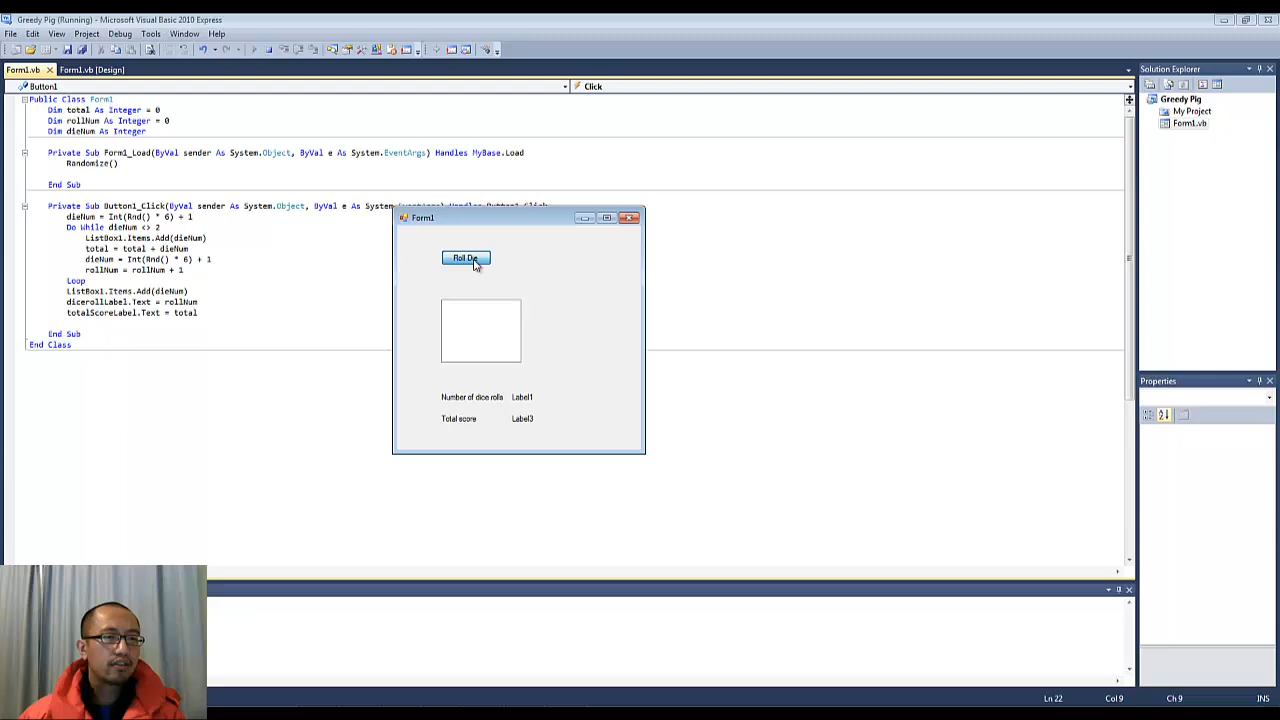 Greedy Pig (Running) - Microsoft Visual Basic 2010 Express
File Edit View Project Debug Tools Window Help
Form1.vb Form1.vb [Design]
Button1 Click
Public Class Form1
Dim total As Integer = 0
Dim rollNum As Integer = 0
Dim dieNum As Integer
Private Sub Form1_Load(ByVal sender As System.Object, ByVal e As System.EventArgs) Handles MyBase.Load
Randomize()
End Sub
Private Sub Button1_Click(ByVal sender As System.Object, ByVal e As System
dieNum = Int(Rnd() * 6) + 1
Do While dieNum <> 2
ListBox1.Items.Add(dieNum)
total = total + dieNum
dieNum = Int(Rnd() * 6) + 1
rollNum = rollNum + 1
Loop
ListBox1.Items.Add(dieNum)
dicerollLabel.Text = rollNum
totalScoreLabel.Text = total
End Sub
End Class
Form1
Roll Die
Number of dice rolls Label1
Total score Label3
Solution Explorer
Greedy Pig
My Project
Form1.vb
Properties
Ln 22 Col 9 Ch 9 INS